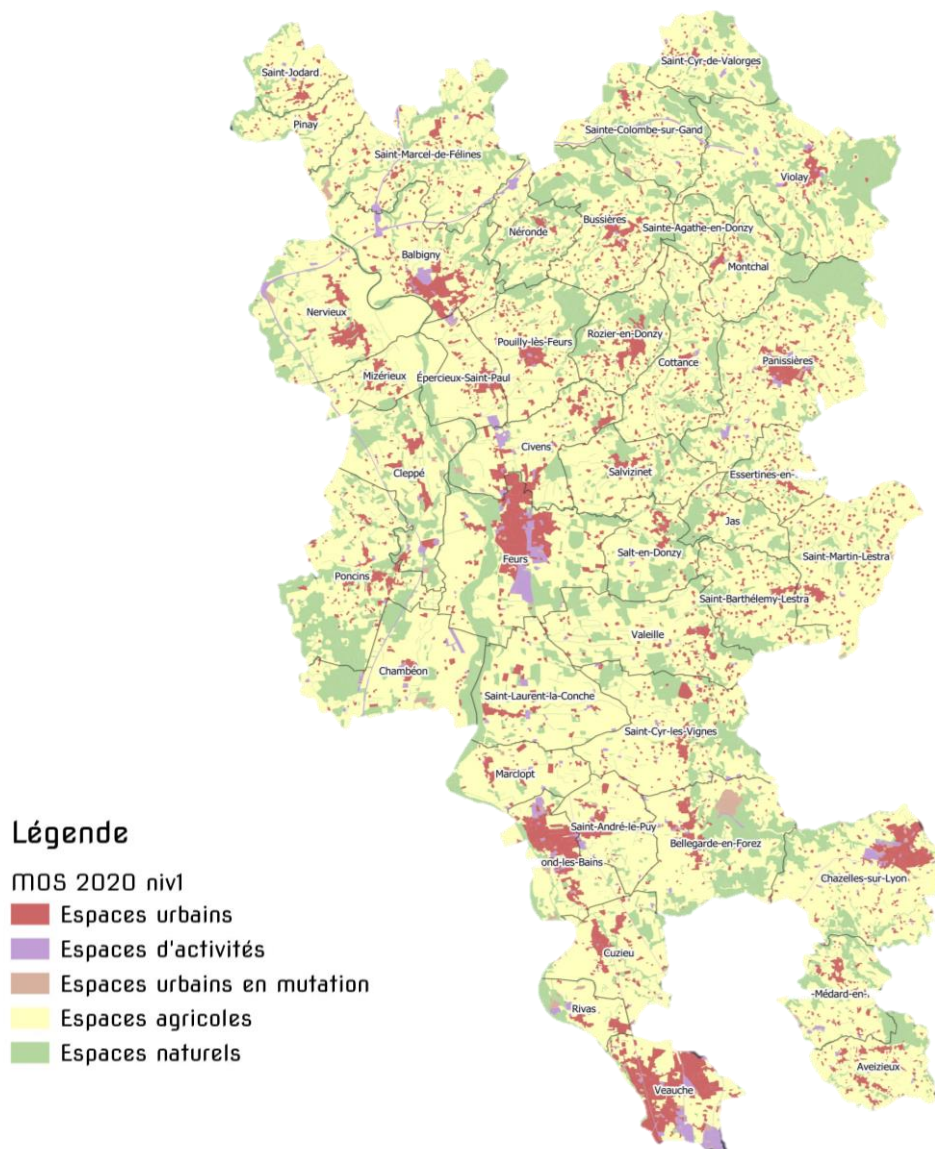 Saint-Cyr-de-Valorges
Saint-Jodard
Pinay
Sainte-Colombe-sur-Gand
Saint-Marcel-de-Félines
Violay
Néronde
Bussières
Sainte-Agathe-en-Donzy
Balbigny
Montchal
Nervieux
Rozier-en-Donzy
Pouilly-lès-Feurs
Cottance
Panissières
Mizérieux
Épercieux-Saint-Paul
Civens
Cleppé
Salvizinet
Essertines-en-.
Jas
Feurs
Salt-en-Donzy
Saint-Martin-Lestra
Poncins
Saint-Barthélemy-Lestra
Valeille
Chambéon
Saint-Laurent-la-Conche
Saint-Cyr-les-Vignes
Marclopt
Saint-André-le-Puy
Bellegarde-en-Forez
ond-les-Bains
Chazelles-sur-Lyon
Cuzieu
-Médard-en-.
Rivas
Aveizieux
Veauche
Légende
MOS 2020 niv1
Espaces urbains
Espaces d'activités
Espaces urbains en mutation
Espaces agricoles
Espaces naturels